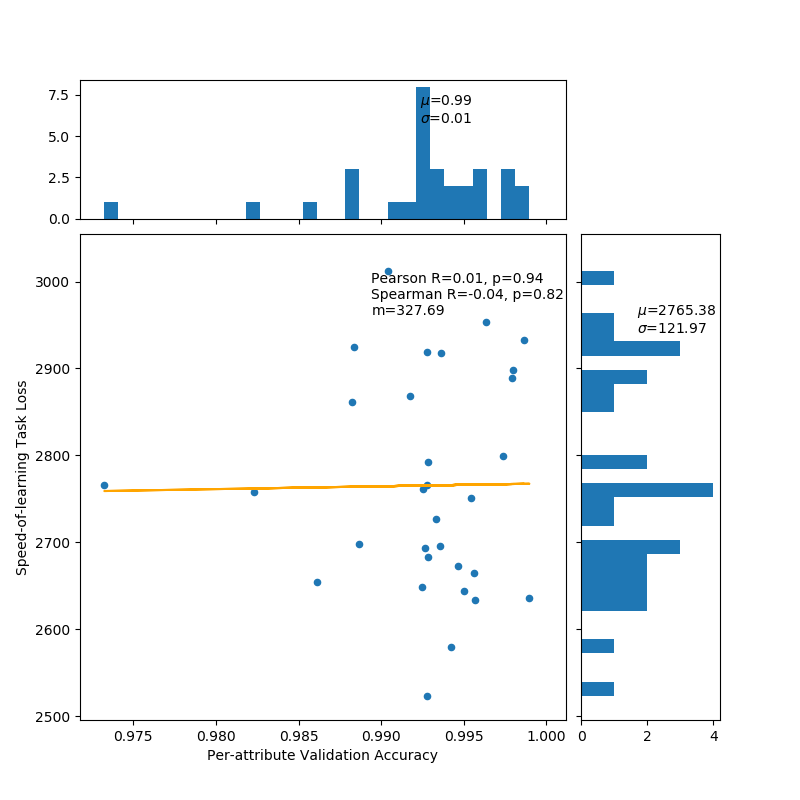 7.5
5.0
2.5
0.0
μ=0.99
σ=0.01
3000
2900
2800
2700
2600
2500
Speed-of-learning Task Loss
Pearson R=0.01, p=0.94
Spearman R=-0.04, p=0.82
m=327.69
0.975 0.980 0.985 0.990 0.995 1.000
Per-attribute Validation Accuracy
μ=2765.38
σ=121.97
0 2 4